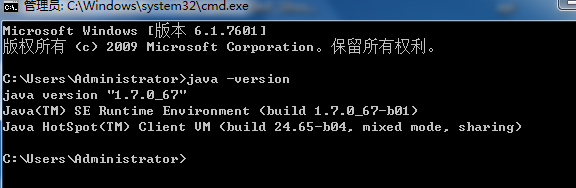 管理员: C:\Windows\system32\cmd.exe
Microsoft Windows [版本 6.1.7601]
版权所有 (c) 2009 Microsoft Corporation。保留所有权利。
C:\Users\Administrator>java -version
java version "1.7.0_67"
Java(TM) SE Runtime Environment (build 1.7.0_67-b01)
Java HotSpot(TM) Client VM (build 24.65-b04, mixed mode, sharing)
C:\Users\Administrator>